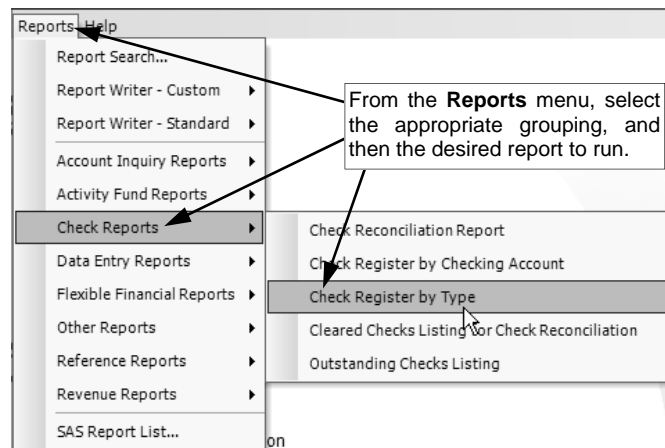 Reports Help
Report Search...
Report Writer - Custom
Report Writer - Standard
Account Inquiry Reports
Activity Fund Reports
Check Reports
Data Entry Reports
Flexible Financial Reports
Other Reports
Reference Reports
Revenue Reports
SAS Report List...
From the Reports menu, select
the appropriate grouping, and
then the desired report to run.
Check Reconciliation Report
Check Register by Checking Account
Check Register by Type
Cleared Checks Listing for Check Reconciliation
Outstanding Checks Listing
on